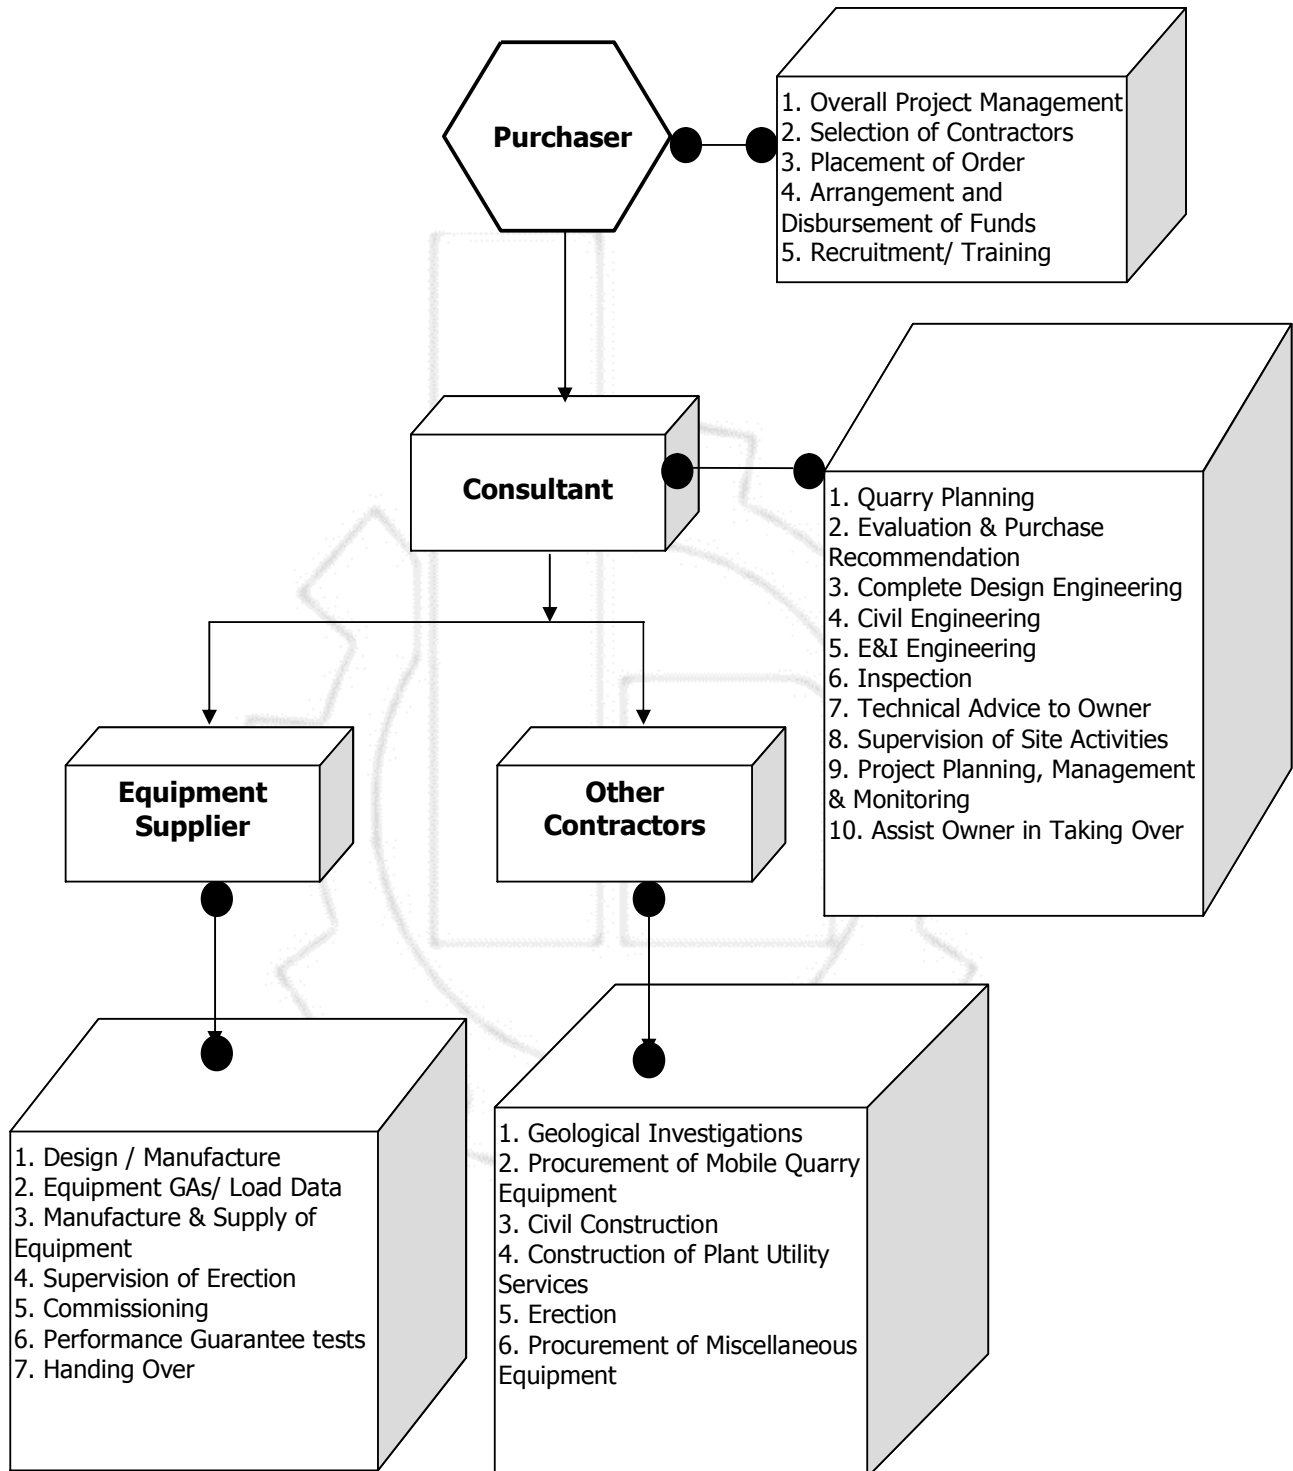 Purchaser
1. Overall Project Management
2. Selection of Contractors
3. Placement of Order
4. Arrangement and
Disbursement of Funds
5. Recruitment/ Training
Consultant
1. Quarry Planning
2. Evaluation & Purchase
Recommendation
3. Complete Design Engineering
4. Civil Engineering
5. E&I Engineering
6. Inspection
7. Technical Advice to Owner
8. Supervision of Site Activities
9. Project Planning, Management
& Monitoring
10. Assist Owner in Taking Over
Equipment
Supplier
Other
Contractors
1. Design / Manufacture
2. Equipment GAs/ Load Data
3. Manufacture & Supply of
Equipment
4. Supervision of Erection
5. Commissioning
6. Performance Guarantee tests
7. Handing Over
1. Geological Investigations
2. Procurement of Mobile Quarry
Equipment
3. Civil Construction
4. Construction of Plant Utility
Services
5. Erection
6. Procurement of Miscellaneous
Equipment